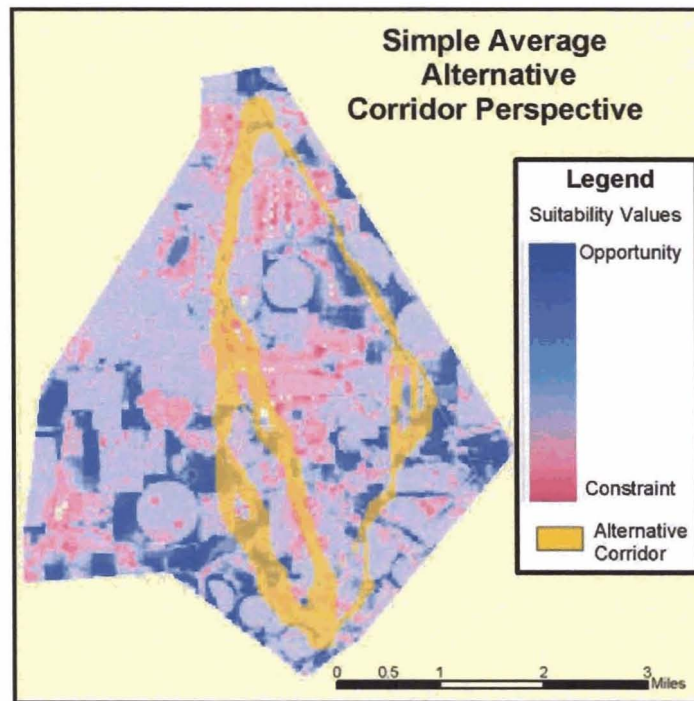 Simple Average
Alternative
Corridor Perspective
Legend
Suitability Values
Opportunity
Constraint
Alternative
Corridor
0 0.5 1 2 3
Miles